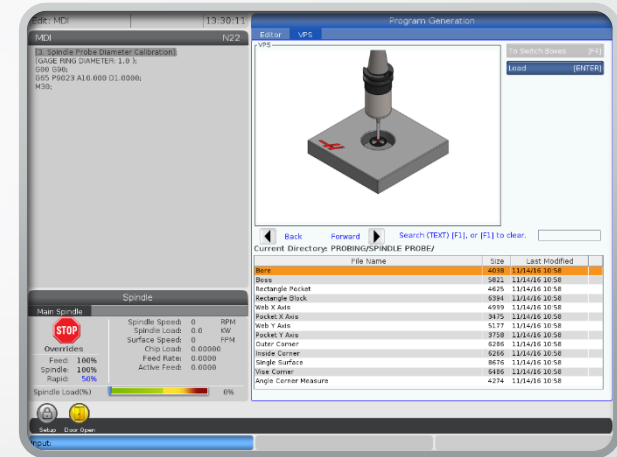 Edit: MDI
13:30:11
MDI
N22
(3. Spindle Probe Diameter Calibration);
(GAGE RING DIAMETER: 1.0 );
G00 G90;
G65 P9023 A10.000 D1.0000;
M30;
Program Generation
Editor VPS
VPS
To Switch Boxes [F4]
Load [ENTER]
Back Forward Search (TEXT) [F1], or [F1] to clear.
Current Directory: PROBING/SPINDLE PROBE/
File Name Size Last Modified
Bore 4038 11/14/16 10:58
Boss 5021 11/14/16 10:58
Rectangle Pocket 4625 11/14/16 10:58
Rectangle Block 6394 11/14/16 10:58
Web X Axis 4999 11/14/16 10:58
Pocket X Axis 3475 11/14/16 10:58
Web Y Axis 5177 11/14/16 10:58
Pocket Y Axis 3758 11/14/16 10:58
Outer Corner 6286 11/14/16 10:58
Inside Corner 6266 11/14/16 10:58
Single Surface 8676 11/14/16 10:58
Vise Corner 6486 11/14/16 10:58
Angle Corner Measure 4274 11/14/16 10:58
Spindle
Main Spindle
STOP
Overrides
Feed: 100%
Spindle: 100%
Rapid: 50%
Spindle Speed: 0 RPM
Spindle Load: 0.0 KW
Surface Speed: 0 FPM
Chip Load: 0.00000
Feed Rate: 0.0000
Active Feed: 0.0000
Spindle Load(%) 0%
Setup Door Open
Input: